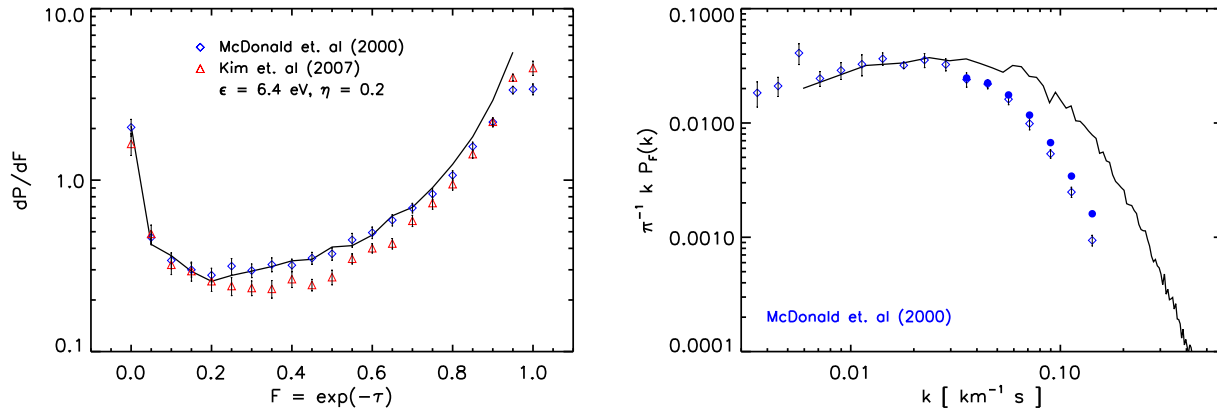 10.0
1.0
0.1
dP/dF
McDonald et. al (2000)
Kim et. al (2007)
ϵ = 6.4 eV, η = 0.2
0.0 0.2 0.4 0.6 0.8 1.0
F = exp(−τ)
0.1000
0.0100
0.0010
0.0001
π⁻¹ k P_F(k)
McDonald et. al (2000)
0.01 0.10
k [ km⁻¹ s ]